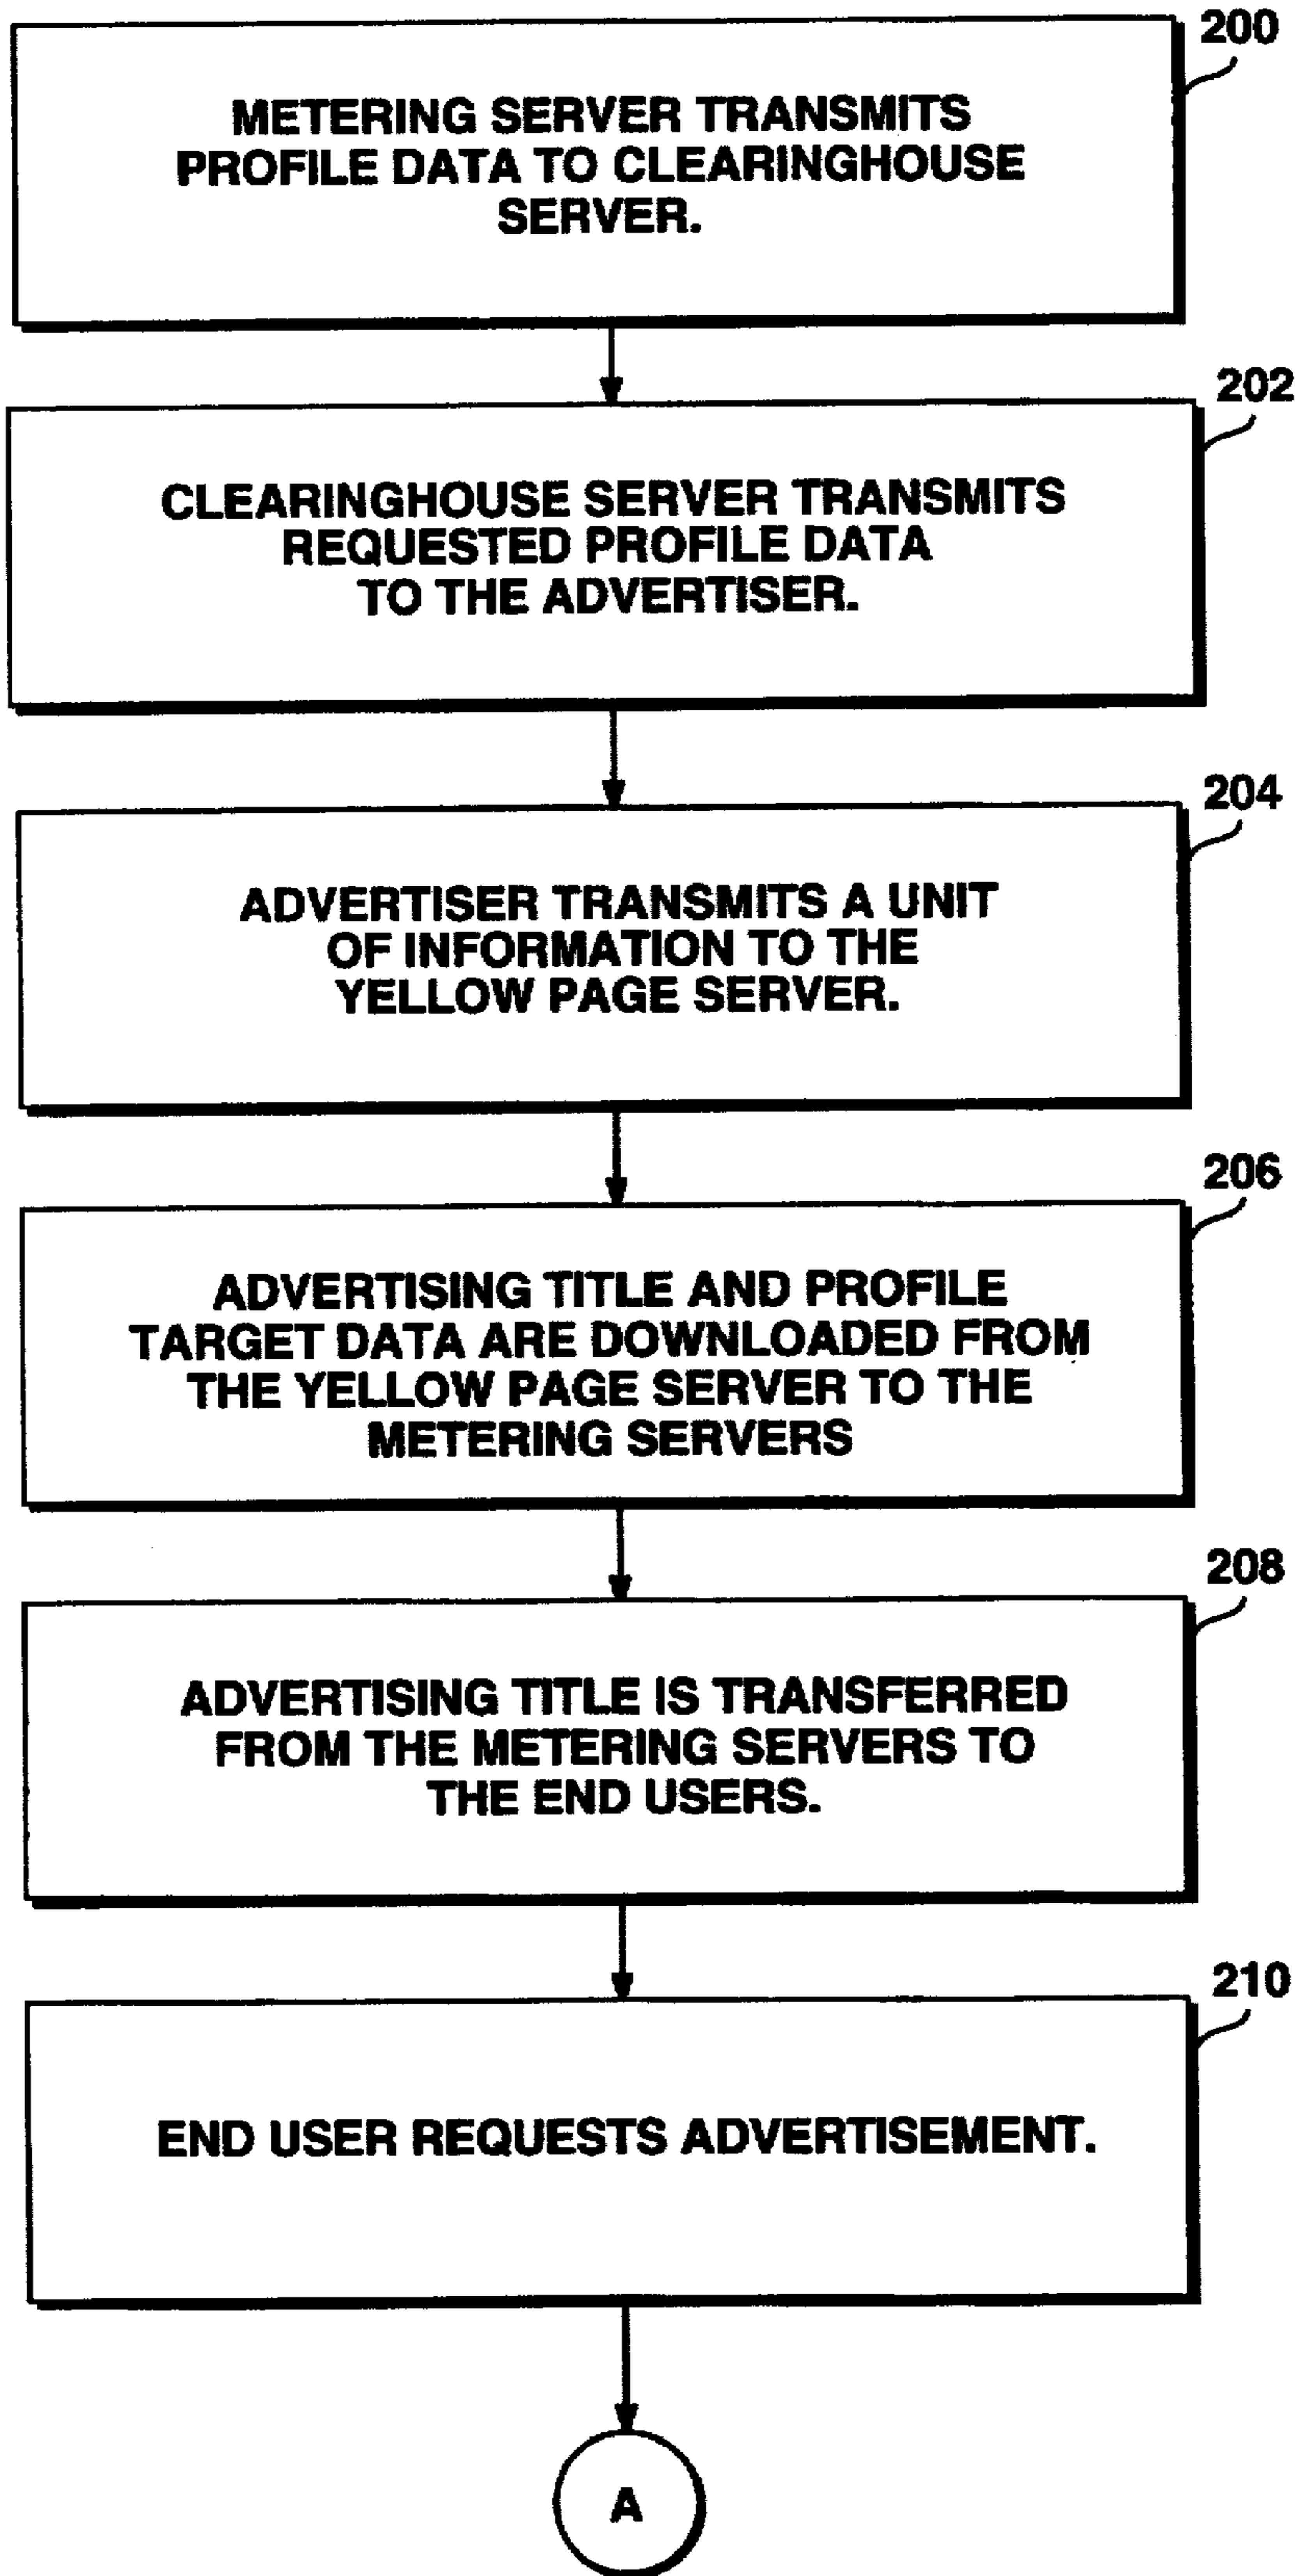 200
METERING SERVER TRANSMITS
PROFILE DATA TO CLEARINGHOUSE
SERVER.
202
CLEARINGHOUSE SERVER TRANSMITS
REQUESTED PROFILE DATA
TO THE ADVERTISER.
204
ADVERTISER TRANSMITS A UNIT
OF INFORMATION TO THE
YELLOW PAGE SERVER.
206
ADVERTISING TITLE AND PROFILE
TARGET DATA ARE DOWNLOADED FROM
THE YELLOW PAGE SERVER TO THE
METERING SERVERS
208
ADVERTISING TITLE IS TRANSFERRED
FROM THE METERING SERVERS TO
THE END USERS.
210
END USER REQUESTS ADVERTISEMENT.
A